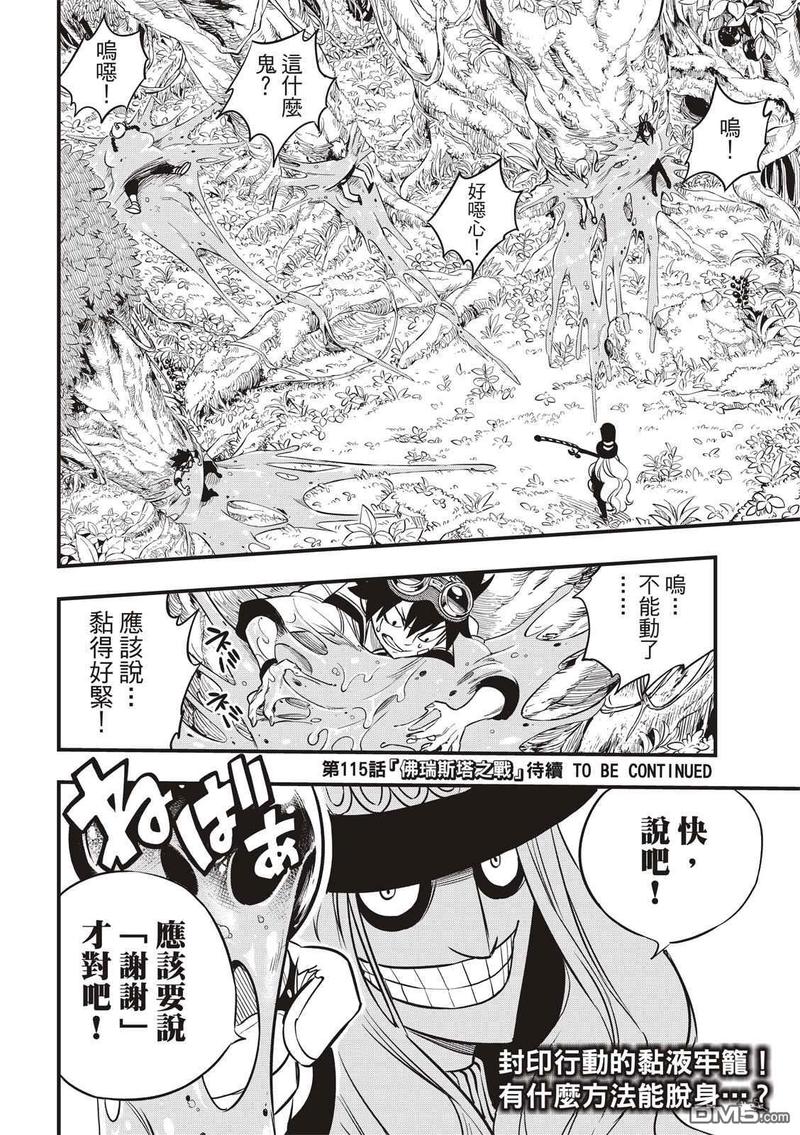 嗚！
這什麼
鬼？
嗚噁！
好噁心！
嗚…
不能動了
……
應該說…
黏得好緊！
ネバ
ネバ
第115話『佛瑞斯塔之戰』待續 TO BE CONTINUED
快，
說吧！
ねばぁ
應該要說
「謝謝」
才對吧！
封印行動的黏液牢籠！
有什麼方法能脫身…？